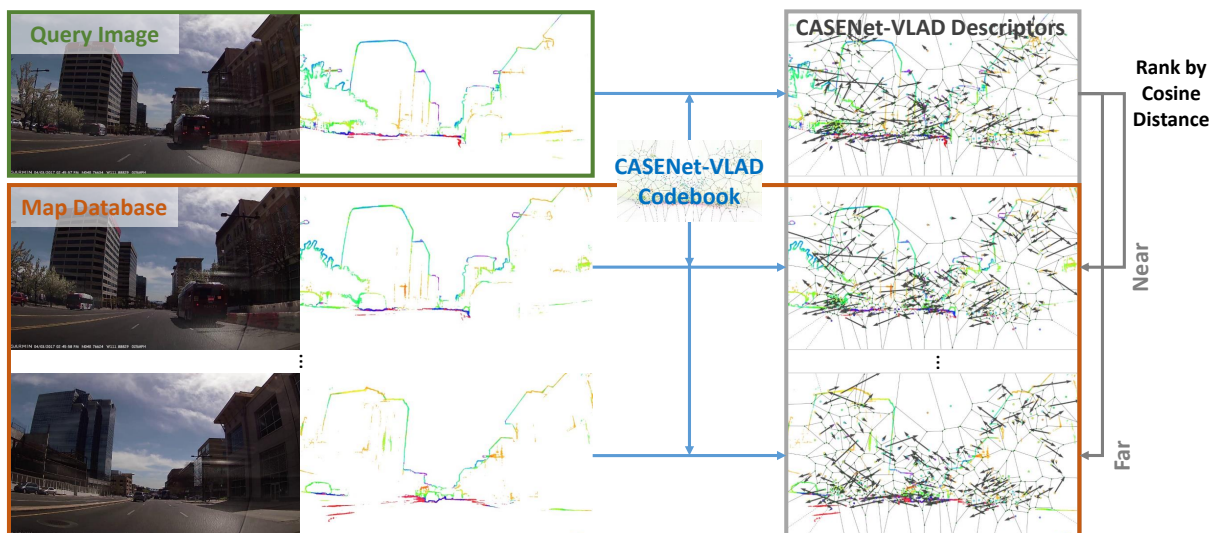 Query Image
CASENet-VLAD Descriptors
Rank by
Cosine
Distance
CASENet-VLAD
Codebook
Map Database
Near
⋮
⋮
Far